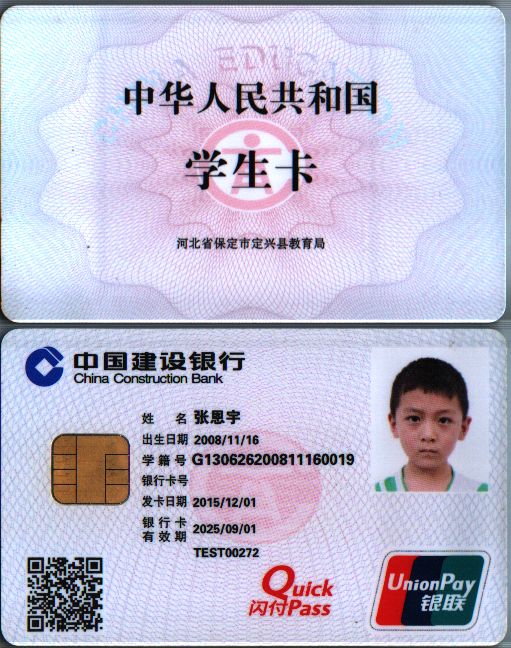 中华人民共和国
学生卡
河北省保定市定兴县教育局
中国建设银行
China Construction Bank
姓 名 张恩宇
出生日期 2008/11/16
学 籍 号 G130626200811160019
银行卡号
发卡日期 2015/12/01
银 行 卡
有 效 期 2025/09/01
TEST00272
Quick
闪付Pass
UnionPay
银联